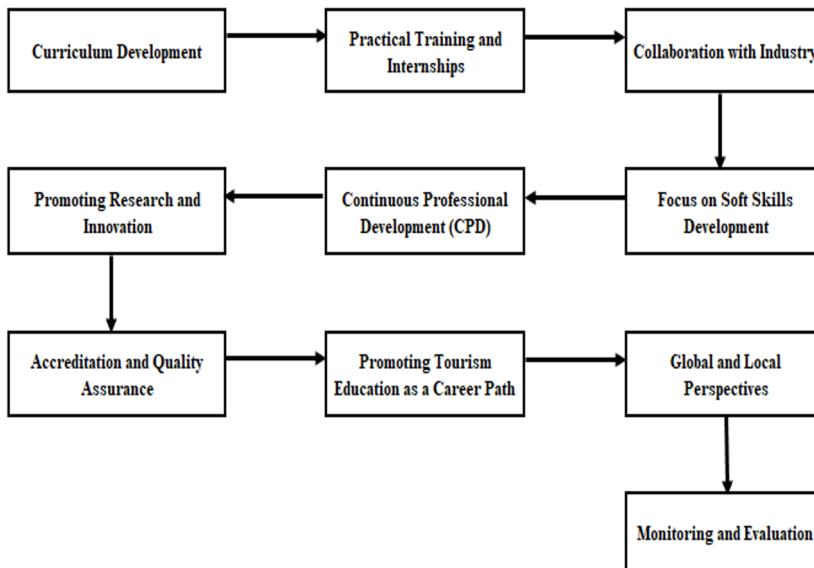 Curriculum Development
Practical Training and
Internships
Collaboration with Industry
Promoting Research and
Innovation
Continuous Professional
Development (CPD)
Focus on Soft Skills
Development
Accreditation and Quality
Assurance
Promoting Tourism
Education as a Career Path
Global and Local
Perspectives
Monitoring and Evaluation